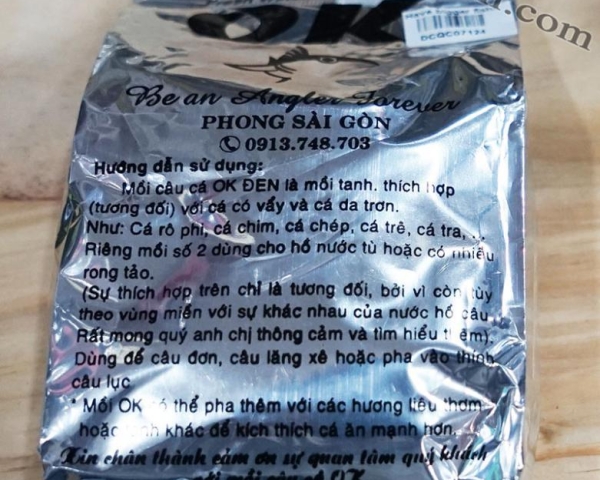 OK
DCQC07124
r.com
Be an Angler Forever
PHONG SÀI GÒN
0913.748.703
Hướng dẫn sử dụng:
Mồi câu cá OK ĐEN là mồi tanh. thích hợp
(tương đối) với cá có vẩy và cá da trơn.
Như: Cá rô phi, cá chim, cá chép, cá trê, cá tra, ...
Riêng mồi số 2 dùng cho hồ nước tù hoặc có nhiều
rong tảo.
(Sự thích hợp trên chỉ là tương đối, bởi vì còn tùy
theo vùng miền với sự khác nhau của nước hồ câu
Rất mong quý anh chị thông cảm và tìm hiểu thêm).
Dùng để câu đơn, câu lăng xê hoặc pha vào thính
câu lục
* Mồi OK có thể pha thêm với các hương liệu thơm
hoặc tanh khác để kích thích cá ăn mạnh hơn.
Xin chân thành cảm ơn sự quan tâm quý khách
với mồi câu cá OK